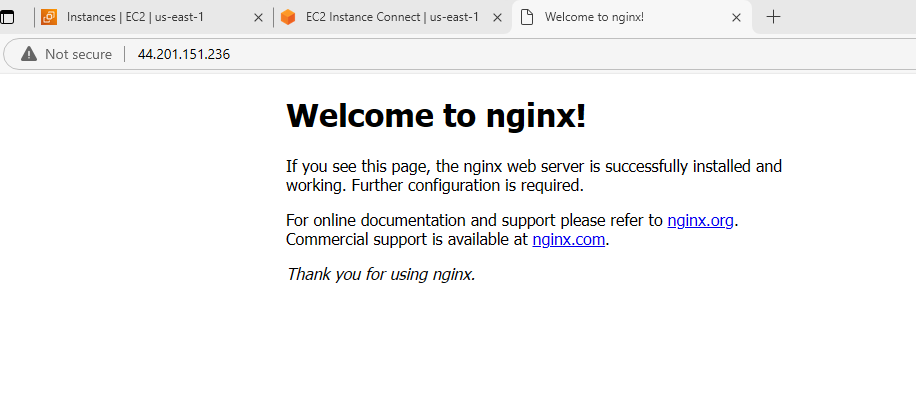 Instances | EC2 | us-east-1
EC2 Instance Connect | us-east-1
Welcome to nginx!
Not secure
44.201.151.236
Welcome to nginx!
If you see this page, the nginx web server is successfully installed and
working. Further configuration is required.
For online documentation and support please refer to nginx.org.
Commercial support is available at nginx.com.
Thank you for using nginx.